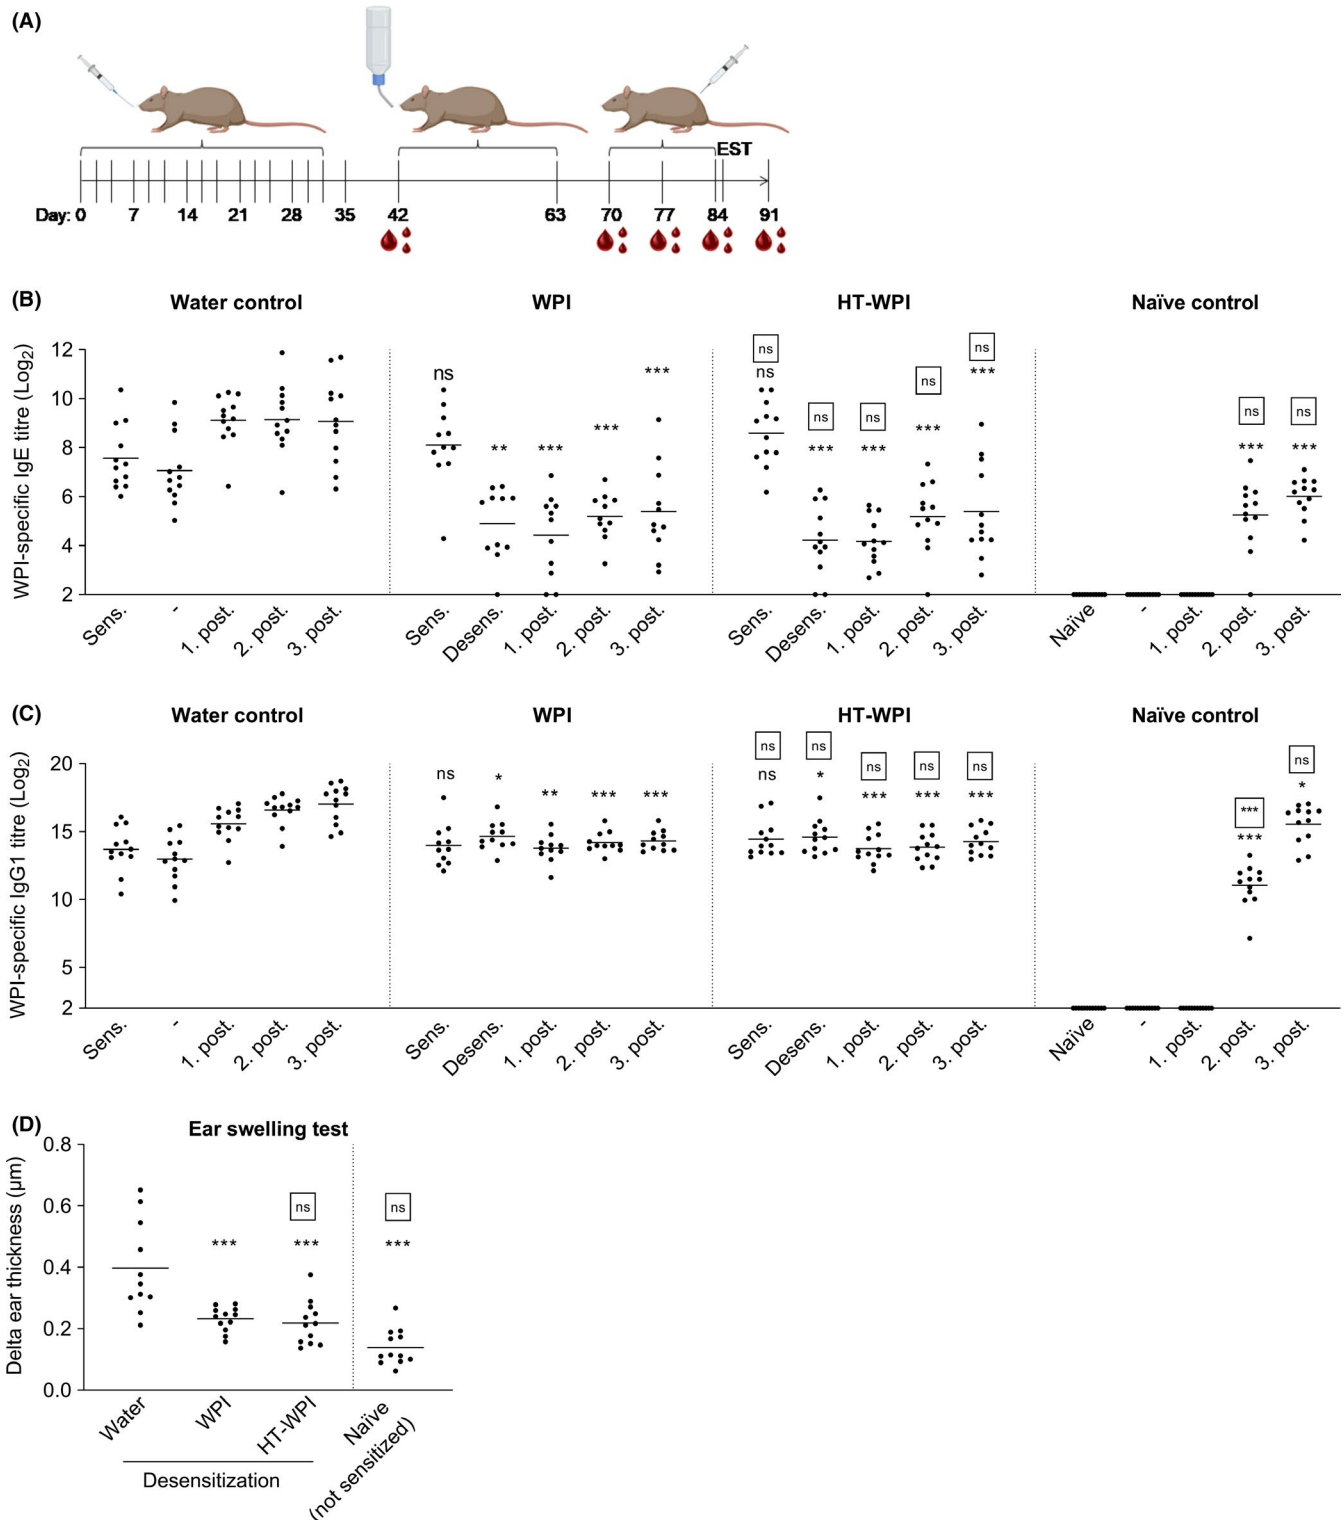 (A)
EST
Day: 0 7 14 21 28 35 42 63 70 77 84 91
(B)
Water control WPI HT-WPI Naïve control
WPI-specific IgE titre (Log2)
12
10
8
6
4
2
ns ** *** *** ***
ns ns ns ns ns
ns *** *** *** ***
ns ns
*** ***
Sens. - 1. post. 2. post. 3. post. Sens. Desens. 1. post. 2. post. 3. post. Sens. Desens. 1. post. 2. post. 3. post. Naïve - 1. post. 2. post. 3. post.
(C)
Water control WPI HT-WPI Naïve control
WPI-specific IgG1 titre (Log2)
20
15
10
5
2
ns * ** *** ***
ns ns ns ns ns
ns * *** *** ***
*** ns
*** *
Sens. - 1. post. 2. post. 3. post. Sens. Desens. 1. post. 2. post. 3. post. Sens. Desens. 1. post. 2. post. 3. post. Naïve - 1. post. 2. post. 3. post.
(D)
Ear swelling test
Delta ear thickness (µm)
0.8
0.6
0.4
0.2
0.0
ns ns
*** *** ***
Water WPI HT-WPI Naïve
(not sensitized)
Desensitization